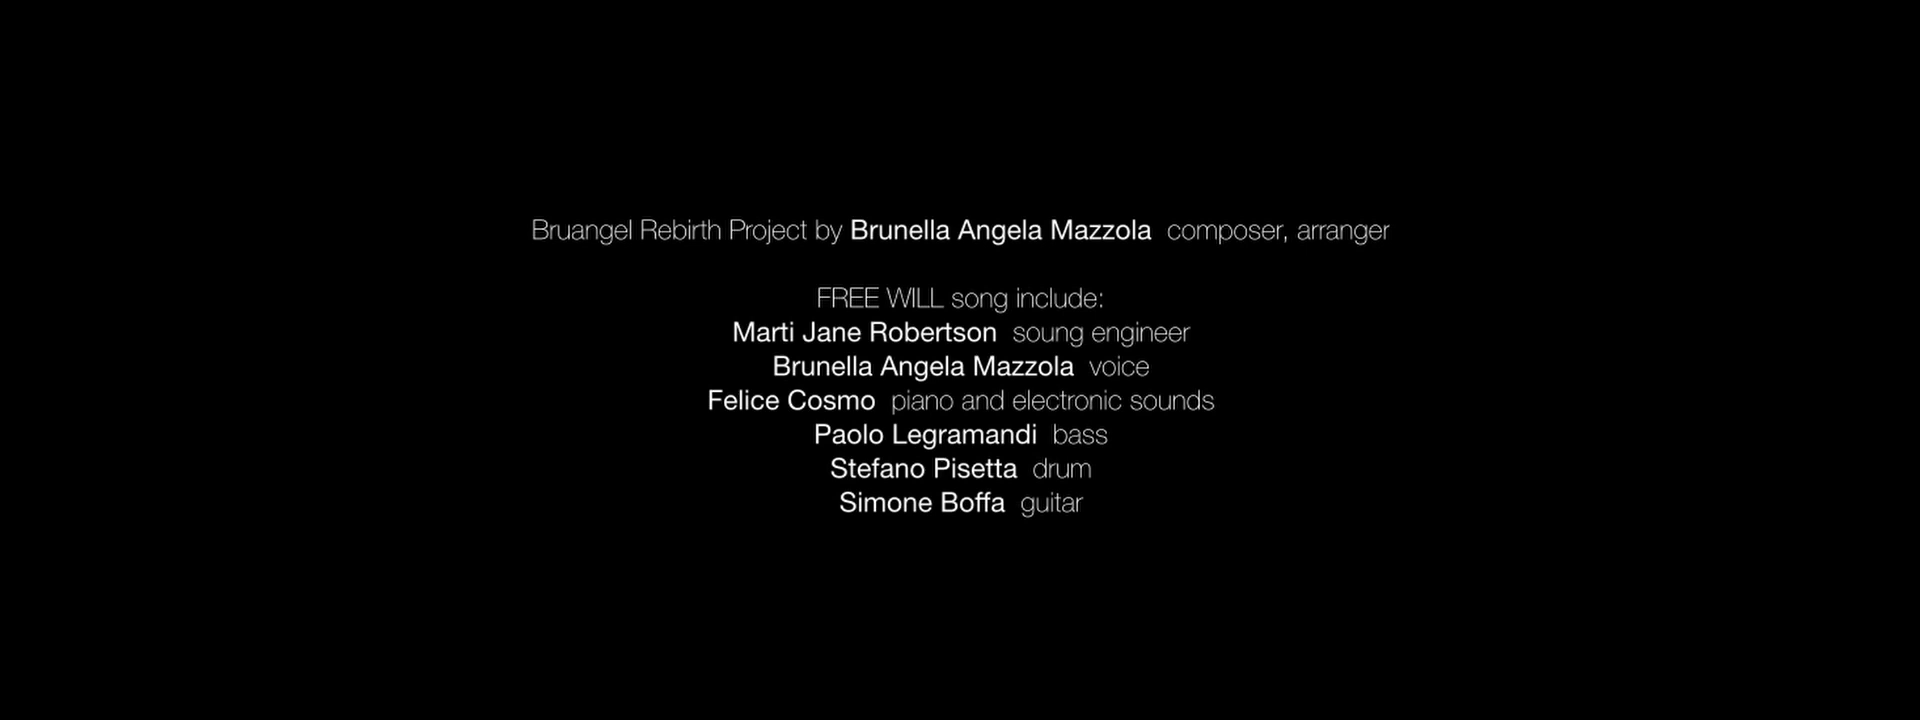 Bruangel Rebirth Project by Brunella Angela Mazzola composer, arranger
FREE WILL song include:
Marti Jane Robertson soung engineer
Brunella Angela Mazzola voice
Felice Cosmo piano and electronic sounds
Paolo Legramandi bass
Stefano Pisetta drum
Simone Boffa guitar